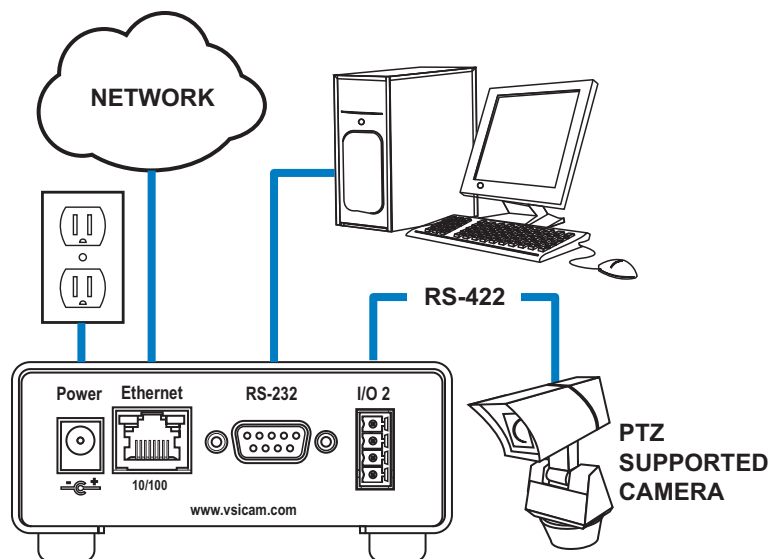 NETWORK
RS-422
Power
Ethernet
RS-232
I/O 2
- +
10/100
www.vsicam.com
PTZ
SUPPORTED
CAMERA